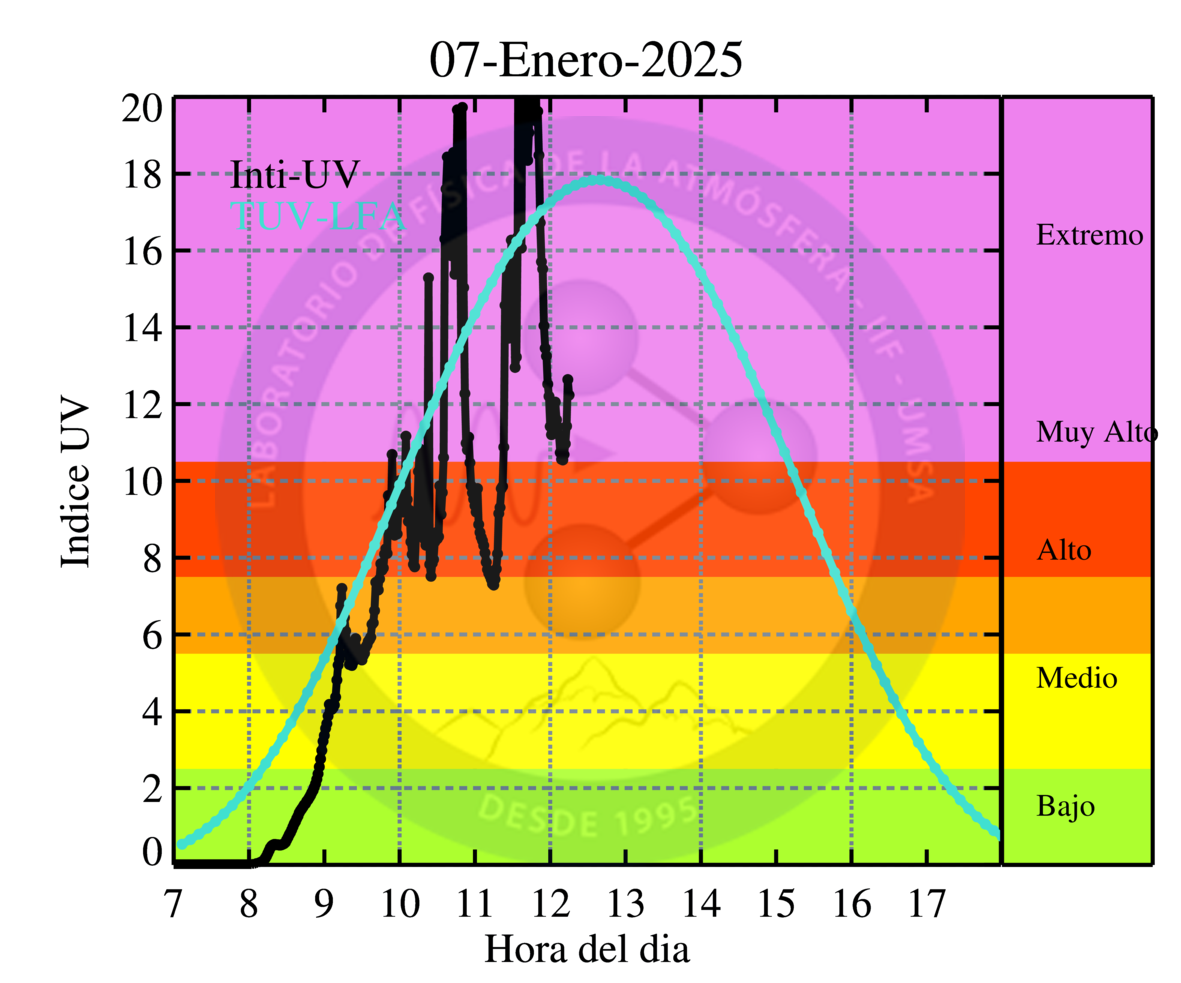 07-Enero-2025
20
18
16
14
12
10
8
6
4
2
0
Indice UV
Inti-UV
TUV-LFA
LABORATORIO DE FÍSICA DE LA ATMÓSFERA - IIF - UMSA
DESDE 1995
Extremo
Muy Alto
Alto
Medio
Bajo
7 8 9 10 11 12 13 14 15 16 17
Hora del dia